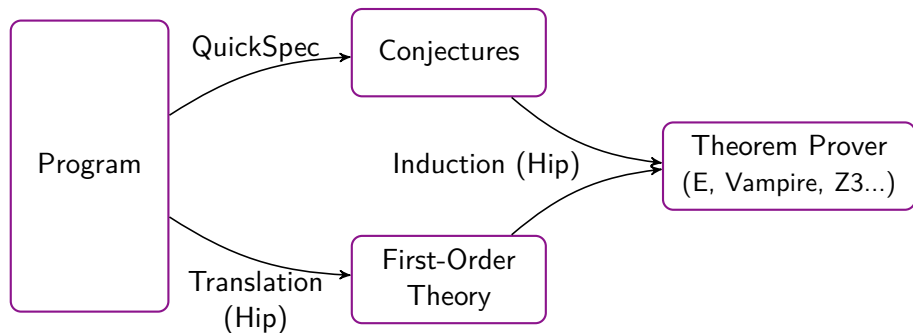 QuickSpec
Conjectures
Program
Induction (Hip)
Theorem Prover
(E, Vampire, Z3...)
Translation
(Hip)
First-Order
Theory